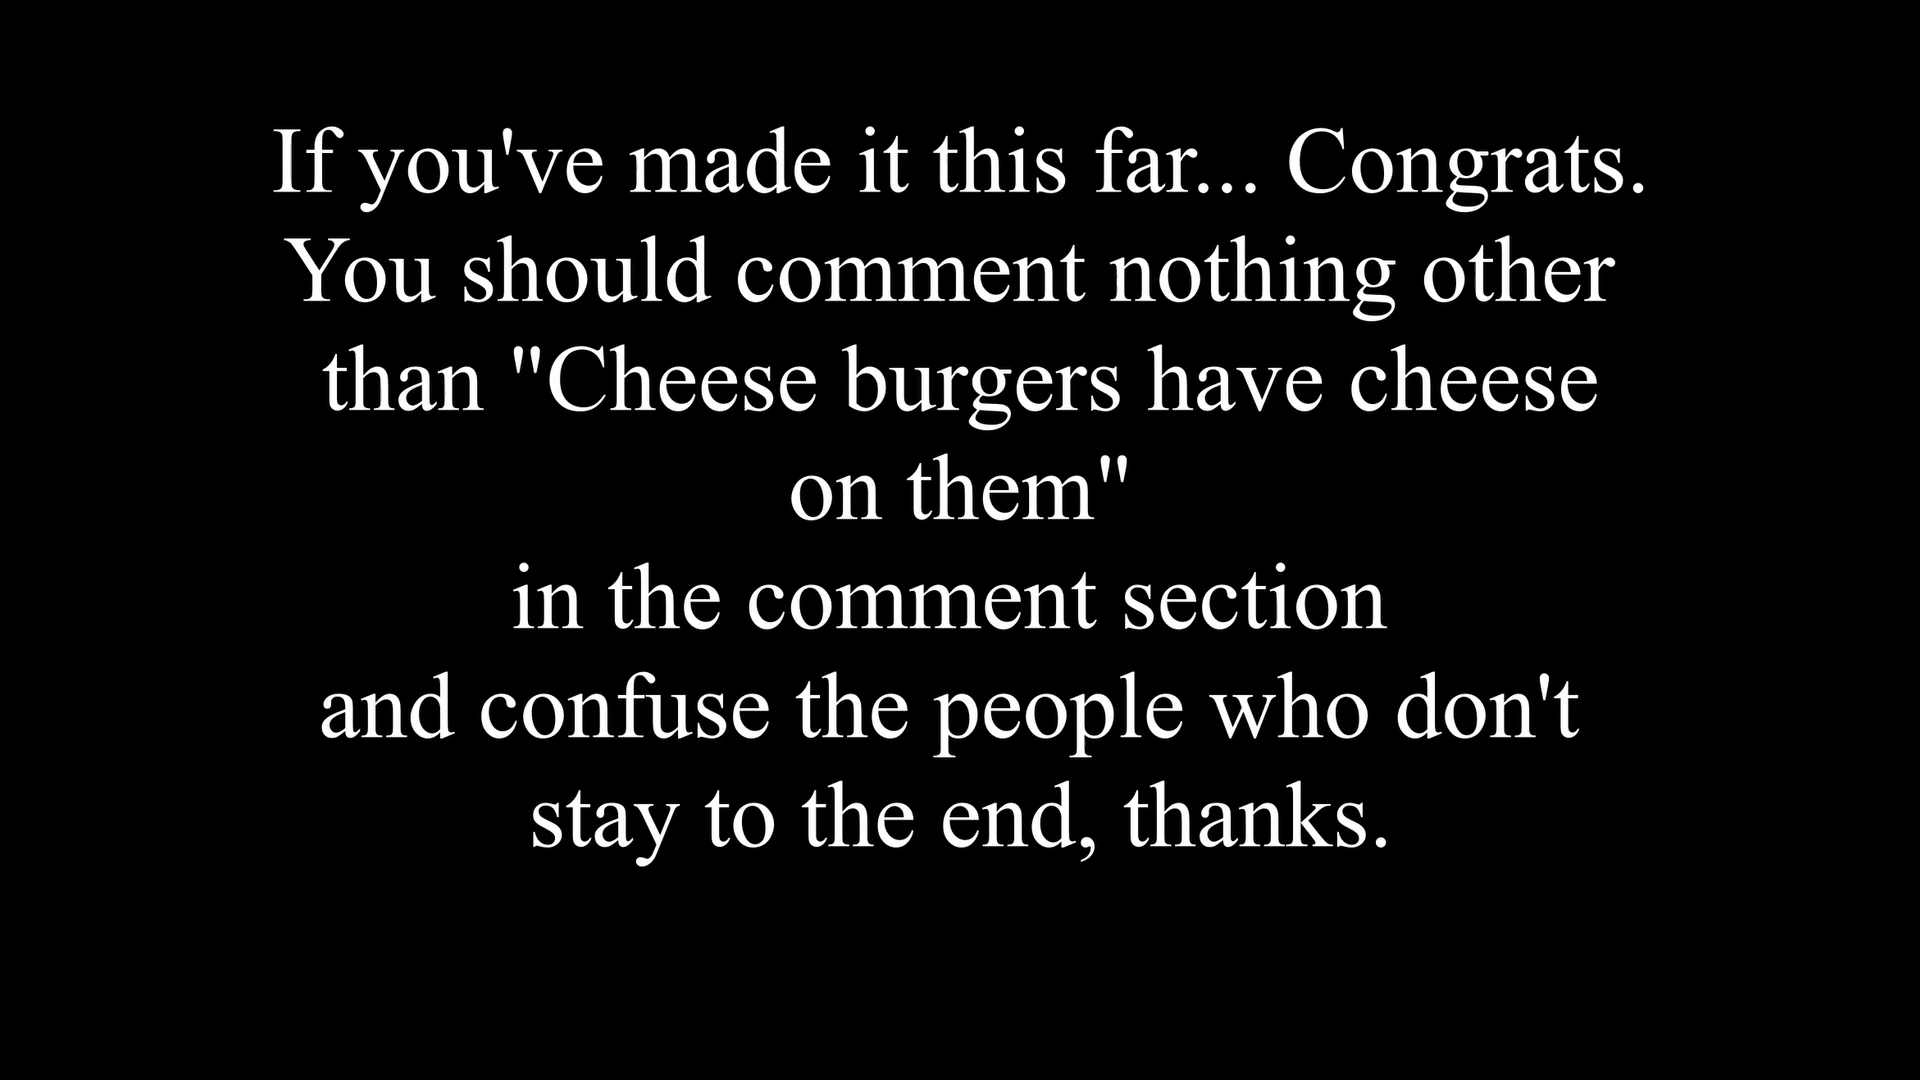 If you've made it this far... Congrats.
You should comment nothing other
than "Cheese burgers have cheese
on them"
in the comment section
and confuse the people who don't
stay to the end, thanks.